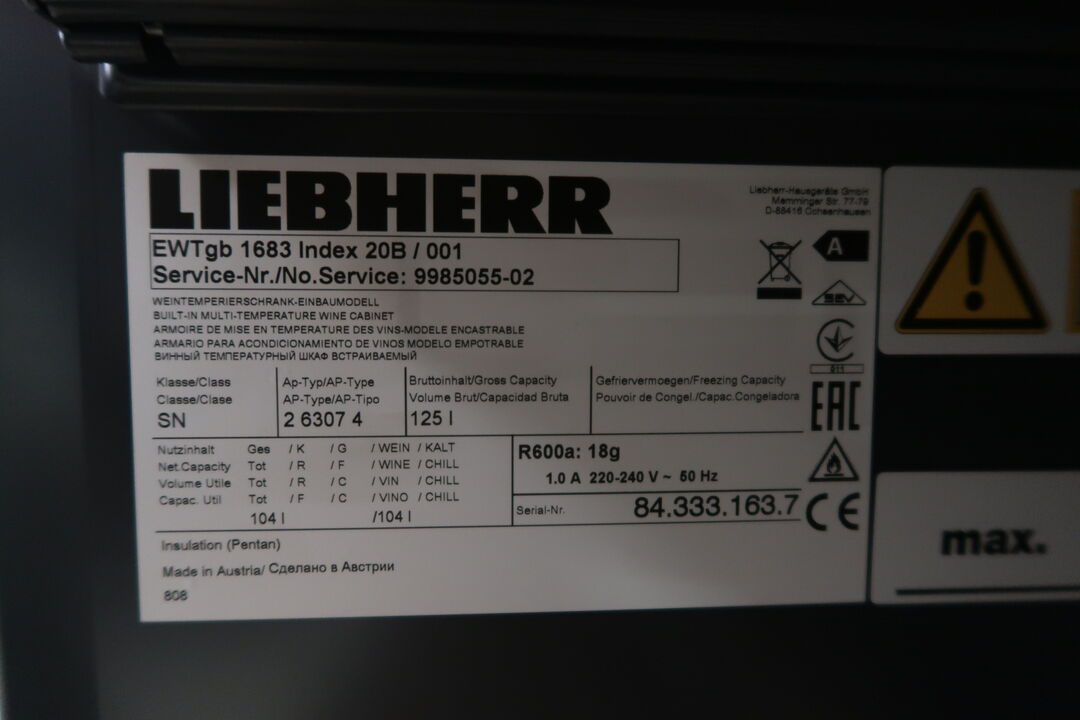 LIEBHERR
Liebherr-Hausgeräte GmbH
Memminger Str. 77-79
D-88416 Ochsenhausen
EWTgb 1683 Index 20B / 001
Service-Nr./No.Service: 9985055-02
A
WEINTEMPERIERSCHRANK-EINBAUMODELL
BUILT-IN MULTI-TEMPERATURE WINE CABINET
ARMOIRE DE MISE EN TEMPERATURE DES VINS-MODELE ENCASTRABLE
ARMARIO PARA ACONDICIONAMIENTO DE VINOS MODELO EMPOTRABLE
ВИННЫЙ ТЕМПЕРАТУРНЫЙ ШКАФ ВСТРАИВАЕМЫЙ
SEV
011
EAC
Klasse/Class
Classe/Clase
SN
Ap-Typ/AP-Type
AP-Type/AP-Tipo
2 6307 4
Bruttoinhalt/Gross Capacity
Volume Brut/Capacidad Bruta
125 l
Gefriervermoegen/Freezing Capacity
Pouvoir de Congel./Capac.Congeladora
Nutzinhalt Ges / K / G / WEIN / KALT
Net.Capacity Tot / R / F / WINE / CHILL
Volume Utile Tot / R / C / VIN / CHILL
Capac. Util Tot / F / C / VINO / CHILL
104 l /104 l
R600a: 18g
1.0 A 220-240 V ~ 50 Hz
Serial-Nr. 84.333.163.7
CE
Insulation (Pentan)
Made in Austria/ Сделано в Австрии
808
max.